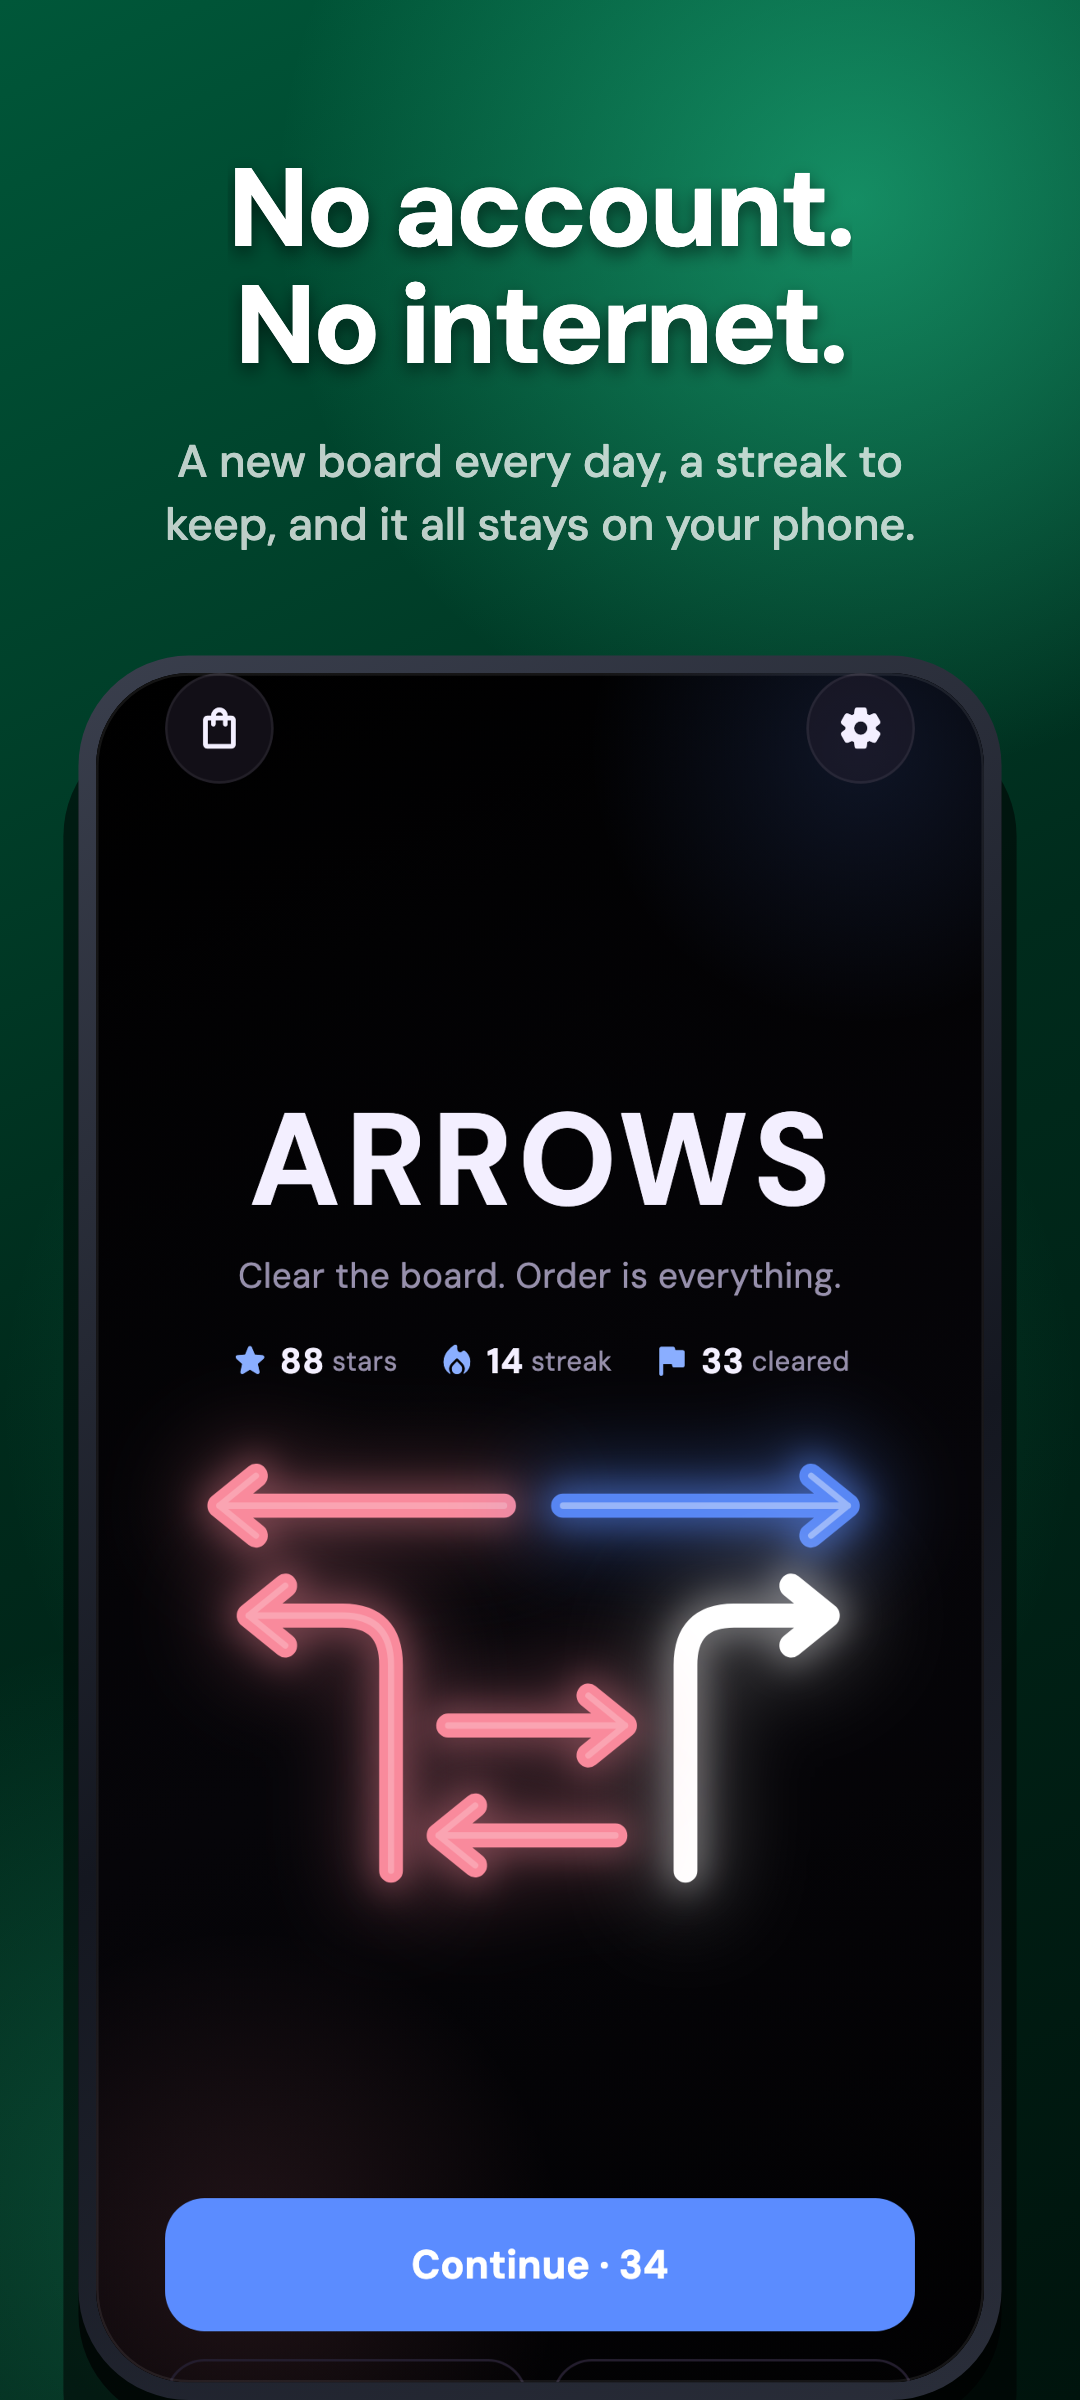 No account.
No internet.
A new board every day, a streak to
keep, and it all stays on your phone.
ARROWS
Clear the board. Order is everything.
88 stars 14 streak 33 cleared
Continue · 34